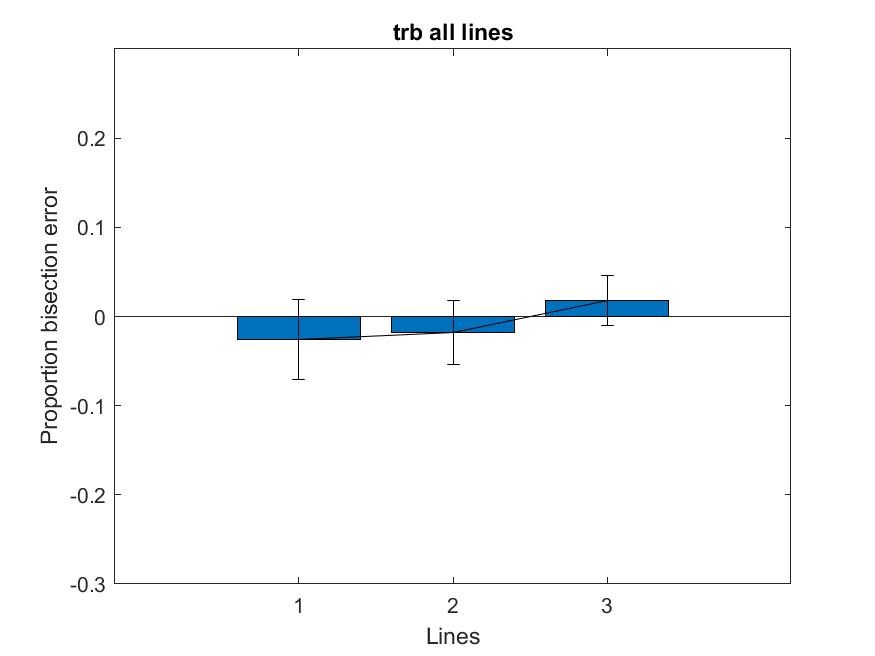 trb all lines
Proportion bisection error
0.2
0.1
0
-0.1
-0.2
-0.3
1 2 3
Lines